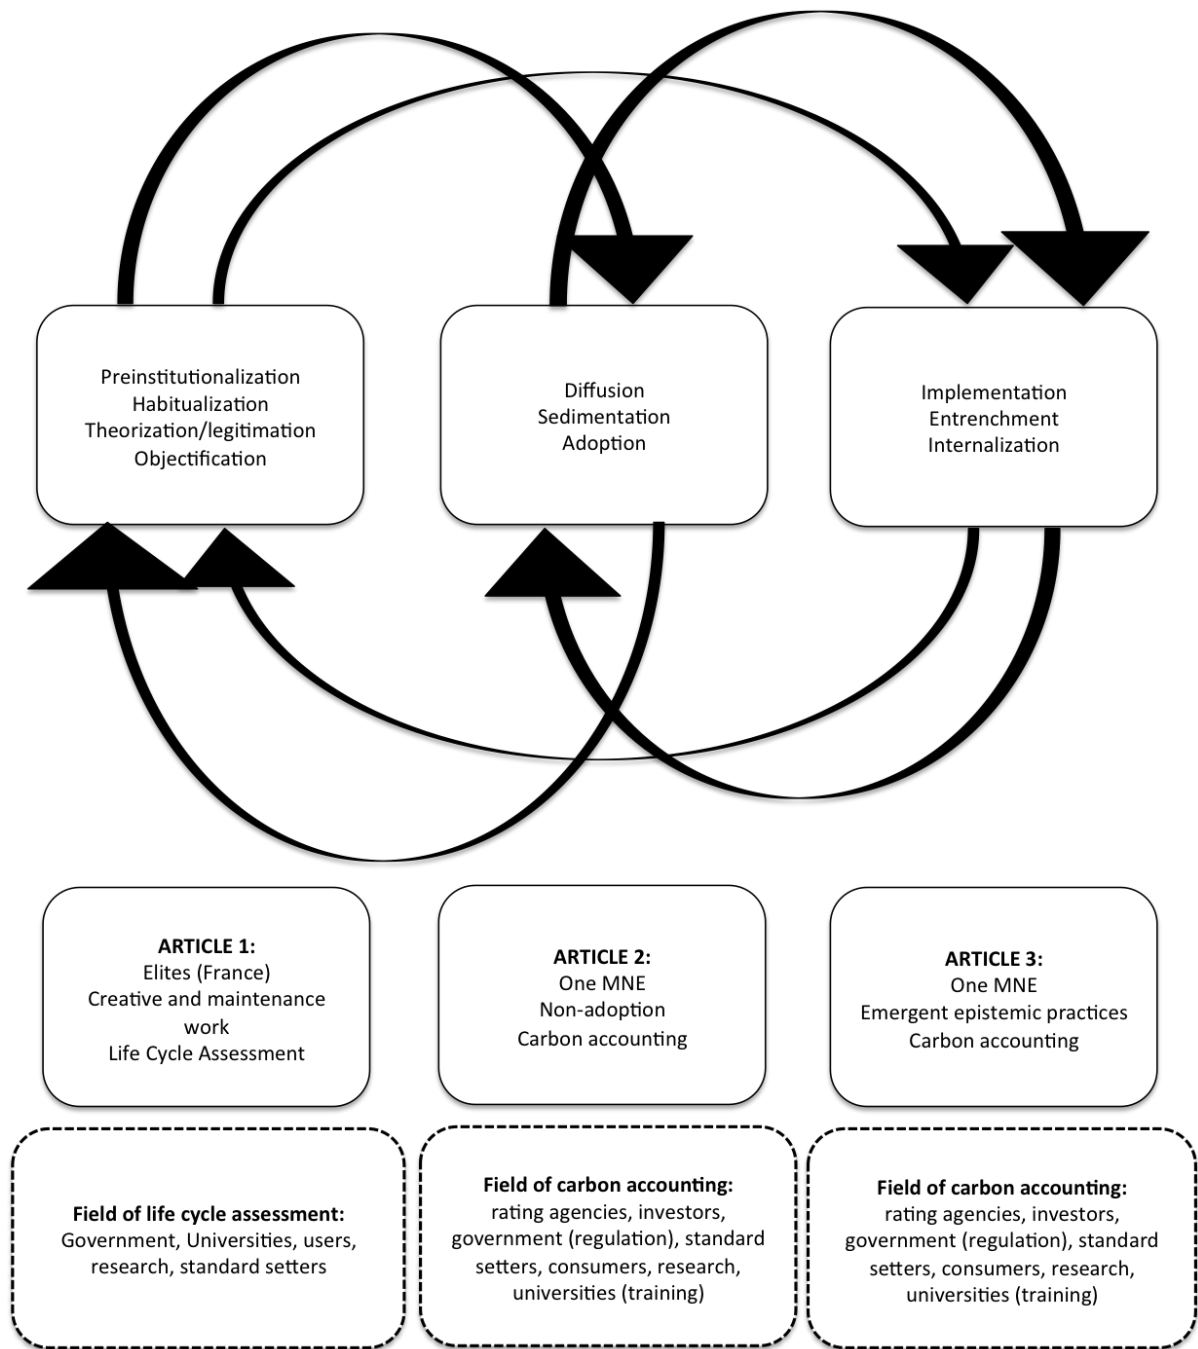 Preinstitutionalization
Habitualization
Theorization/legitimation
Objectification
Diffusion
Sedimentation
Adoption
Implementation
Entrenchment
Internalization
ARTICLE 1:
Elites (France)
Creative and maintenance
work
Life Cycle Assessment
ARTICLE 2:
One MNE
Non-adoption
Carbon accounting
ARTICLE 3:
One MNE
Emergent epistemic practices
Carbon accounting
Field of life cycle assessment:
Government, Universities, users,
research, standard setters
Field of carbon accounting:
rating agencies, investors,
government (regulation), standard
setters, consumers, research,
universities (training)
Field of carbon accounting:
rating agencies, investors,
government (regulation), standard
setters, consumers, research,
universities (training)